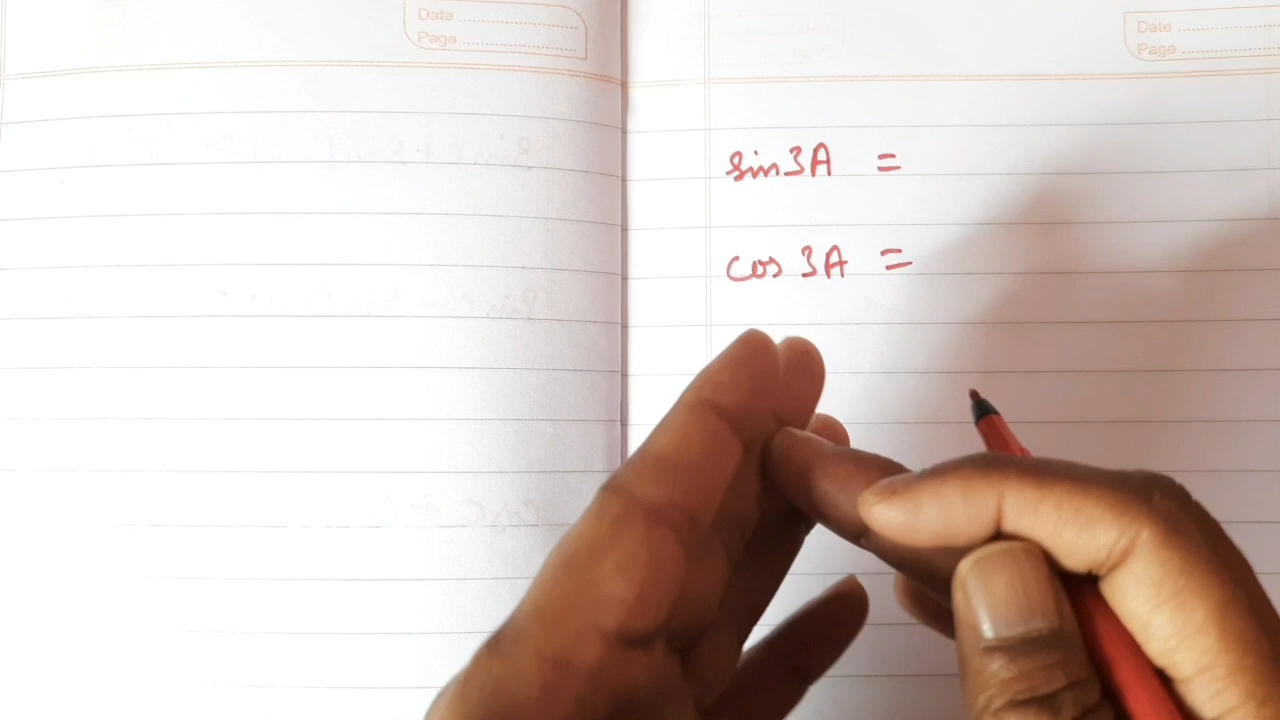 Date
Page
Date
Page
sin3A =
cos 3A =